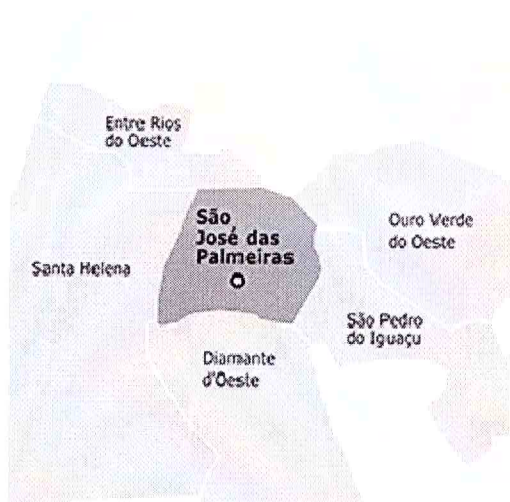 Entre Rios
do Oeste
São
José das
Palmeiras
Ouro Verde
do Oeste
Santa Helena
São Pedro
do Iguaçu
Diamante
d'Oeste